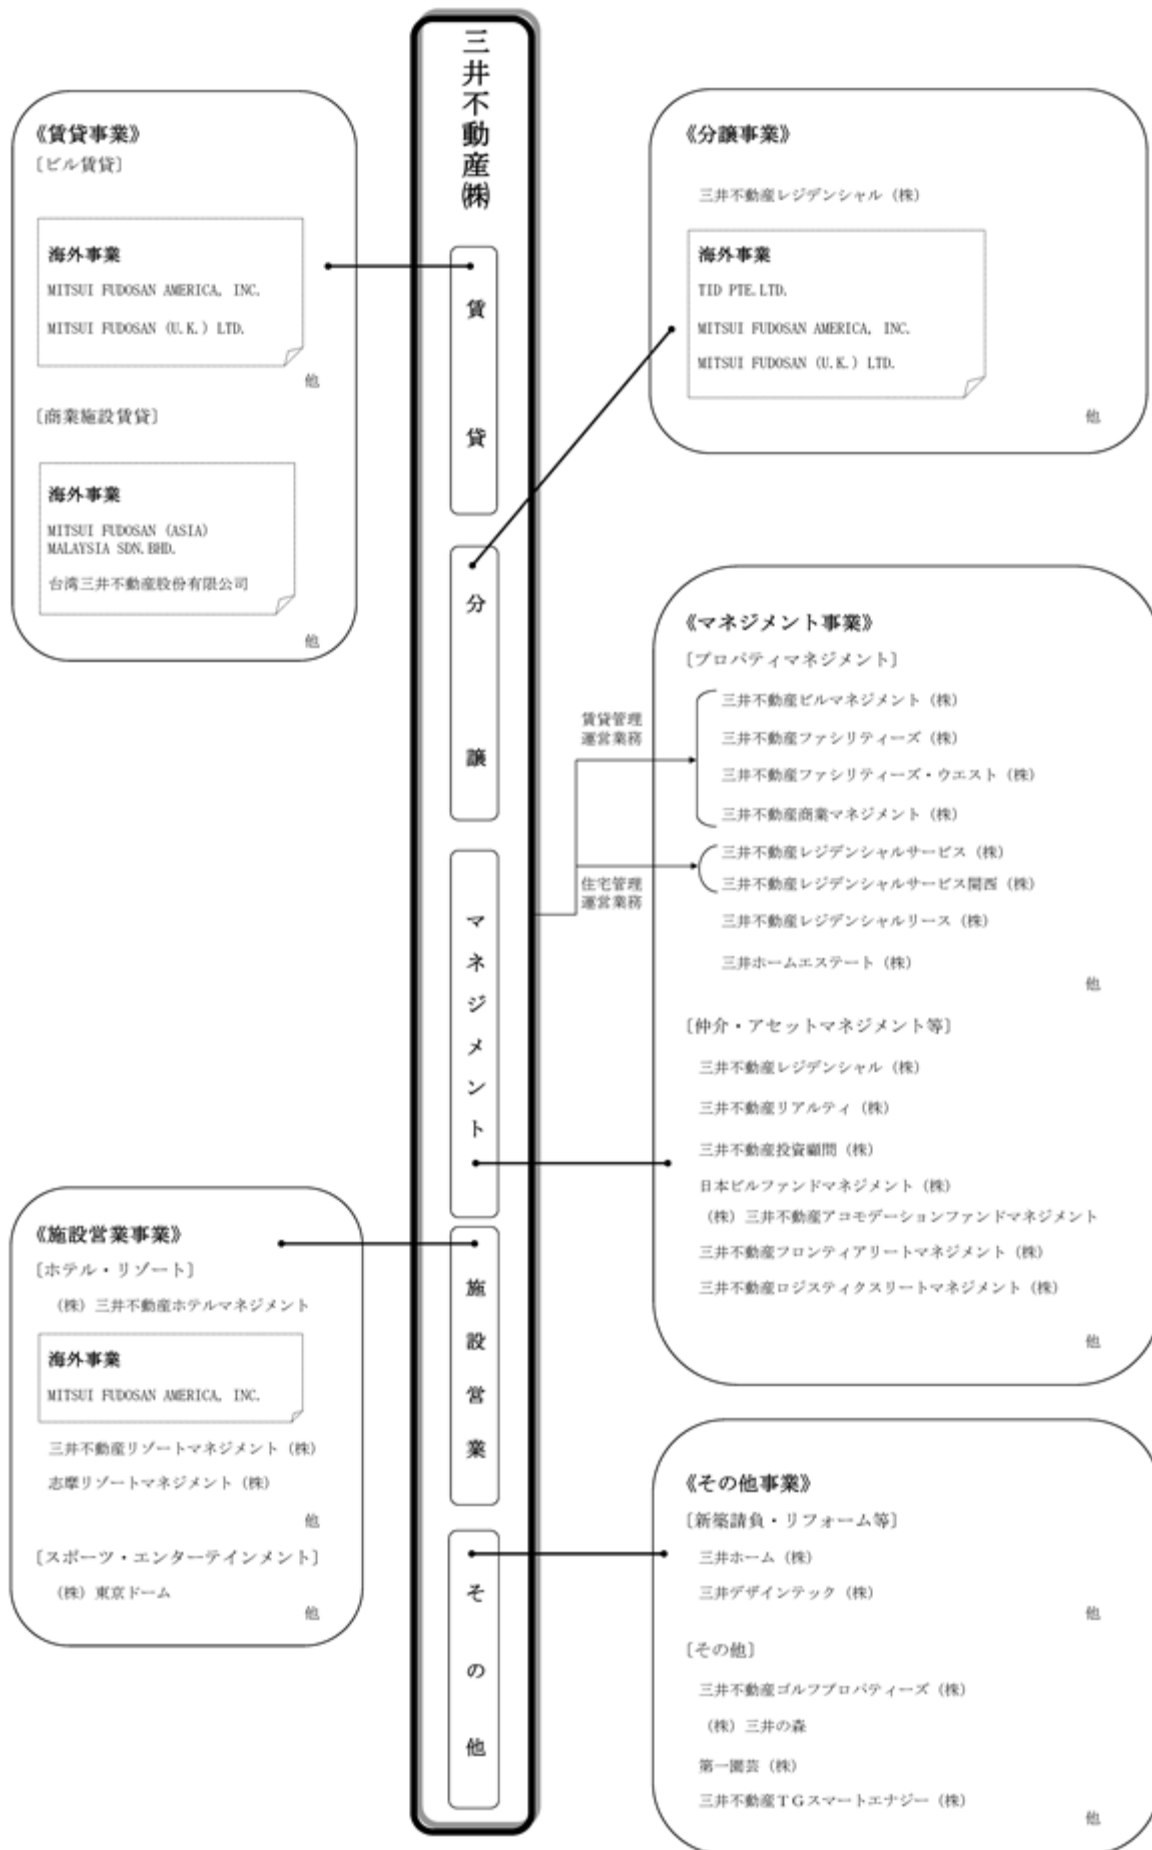 三井不動産㈱
賃貸
分譲
マネジメント
施設営業
その他
《賃貸事業》
〔ビル賃貸〕
海外事業
MITSUI FUDOSAN AMERICA, INC.
MITSUI FUDOSAN (U.K.) LTD.
他
〔商業施設賃貸〕
海外事業
MITSUI FUDOSAN (ASIA)
MALAYSIA SDN.BHD.
台湾三井不動産股份有限公司
他
《分譲事業》
三井不動産レジデンシャル（株）
海外事業
TID PTE.LTD.
MITSUI FUDOSAN AMERICA, INC.
MITSUI FUDOSAN (U.K.) LTD.
他
賃貸管理
運営業務
住宅管理
運営業務
《マネジメント事業》
〔プロパティマネジメント〕
三井不動産ビルマネジメント（株）
三井不動産ファシリティーズ（株）
三井不動産ファシリティーズ・ウエスト（株）
三井不動産商業マネジメント（株）
三井不動産レジデンシャルサービス（株）
三井不動産レジデンシャルサービス関西（株）
三井不動産レジデンシャルリース（株）
三井ホームエステート（株）
他
〔仲介・アセットマネジメント等〕
三井不動産レジデンシャル（株）
三井不動産リアルティ（株）
三井不動産投資顧問（株）
日本ビルファンドマネジメント（株）
（株）三井不動産アコモデーションファンドマネジメント
三井不動産フロンティアリートマネジメント（株）
三井不動産ロジスティクスリートマネジメント（株）
他
《施設営業事業》
〔ホテル・リゾート〕
（株）三井不動産ホテルマネジメント
海外事業
MITSUI FUDOSAN AMERICA, INC.
三井不動産リゾートマネジメント（株）
志摩リゾートマネジメント（株）
他
〔スポーツ・エンターテインメント〕
（株）東京ドーム
他
《その他事業》
〔新築請負・リフォーム等〕
三井ホーム（株）
三井デザインテック（株）
他
〔その他〕
三井不動産ゴルフプロパティーズ（株）
（株）三井の森
第一園芸（株）
三井不動産ＴＧスマートエナジー（株）
他